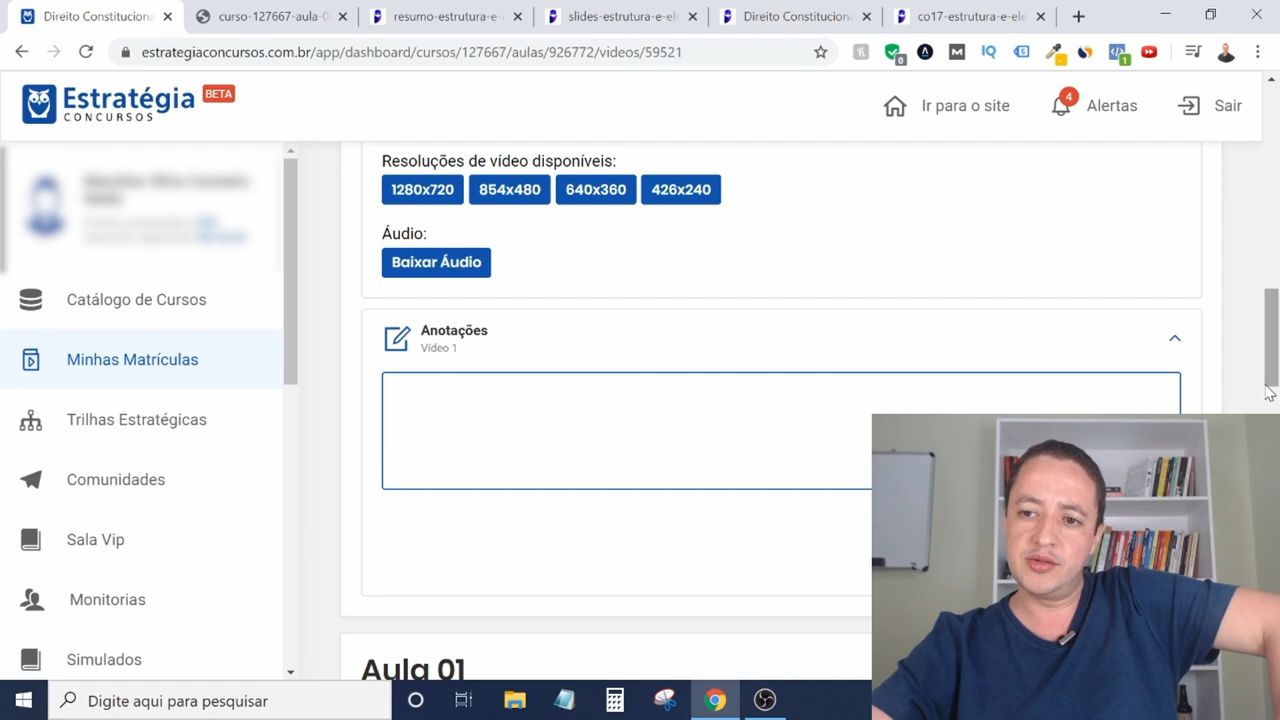 Direito Constituciona
curso-127667-aula-0
resumo-estrutura-e-
slides-estrutura-e-ele
Direito Constituciona
co17-estrutura-e-ele
estrategiaconcursos.com.br/app/dashboard/cursos/127667/aulas/926772/videos/59521
Estratégia BETA
CONCURSOS
Ir para o site
4
Alertas
Sair
Resoluções de vídeo disponíveis:
1280x720 854x480 640x360 426x240
Áudio:
Baixar Áudio
Catálogo de Cursos
Minhas Matrículas
Trilhas Estratégicas
Comunidades
Sala Vip
Monitorias
Simulados
Anotações
Vídeo 1
Aula 01
Digite aqui para pesquisar